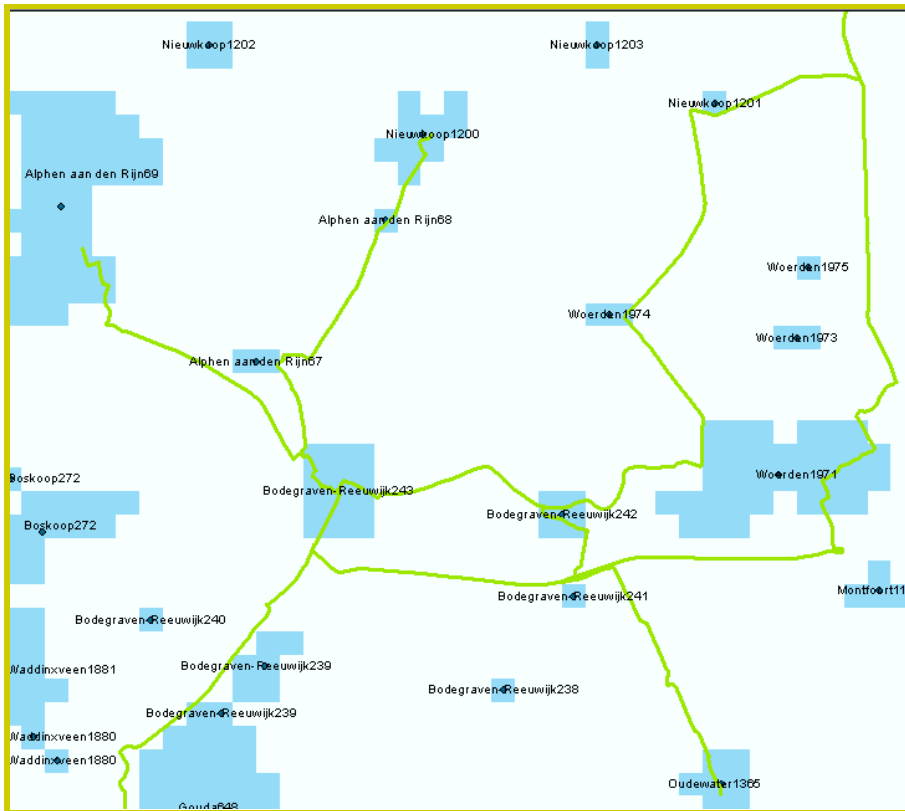 Nieuwkoop1202
Nieuwkoop1203
Nieuwkoop1201
Nieuwkoop1200
Alphen aan den Rijn69
Alphen aan den Rijn68
Woerden1975
Woerden1974
Woerden1973
Alphen aan den Rijn67
Woerden1971
Boskoop272
Bodegraven-Reeuwijk243
Bodegraven-Reeuwijk242
Boskoop272
Montfoort11
Bodegraven-Reeuwijk241
Bodegraven-Reeuwijk240
Waddinxveen1881
Bodegraven-Reeuwijk239
Bodegraven-Reeuwijk238
Bodegraven-Reeuwijk239
Waddinxveen1880
Waddinxveen1880
Oudewater1365
Gouda648